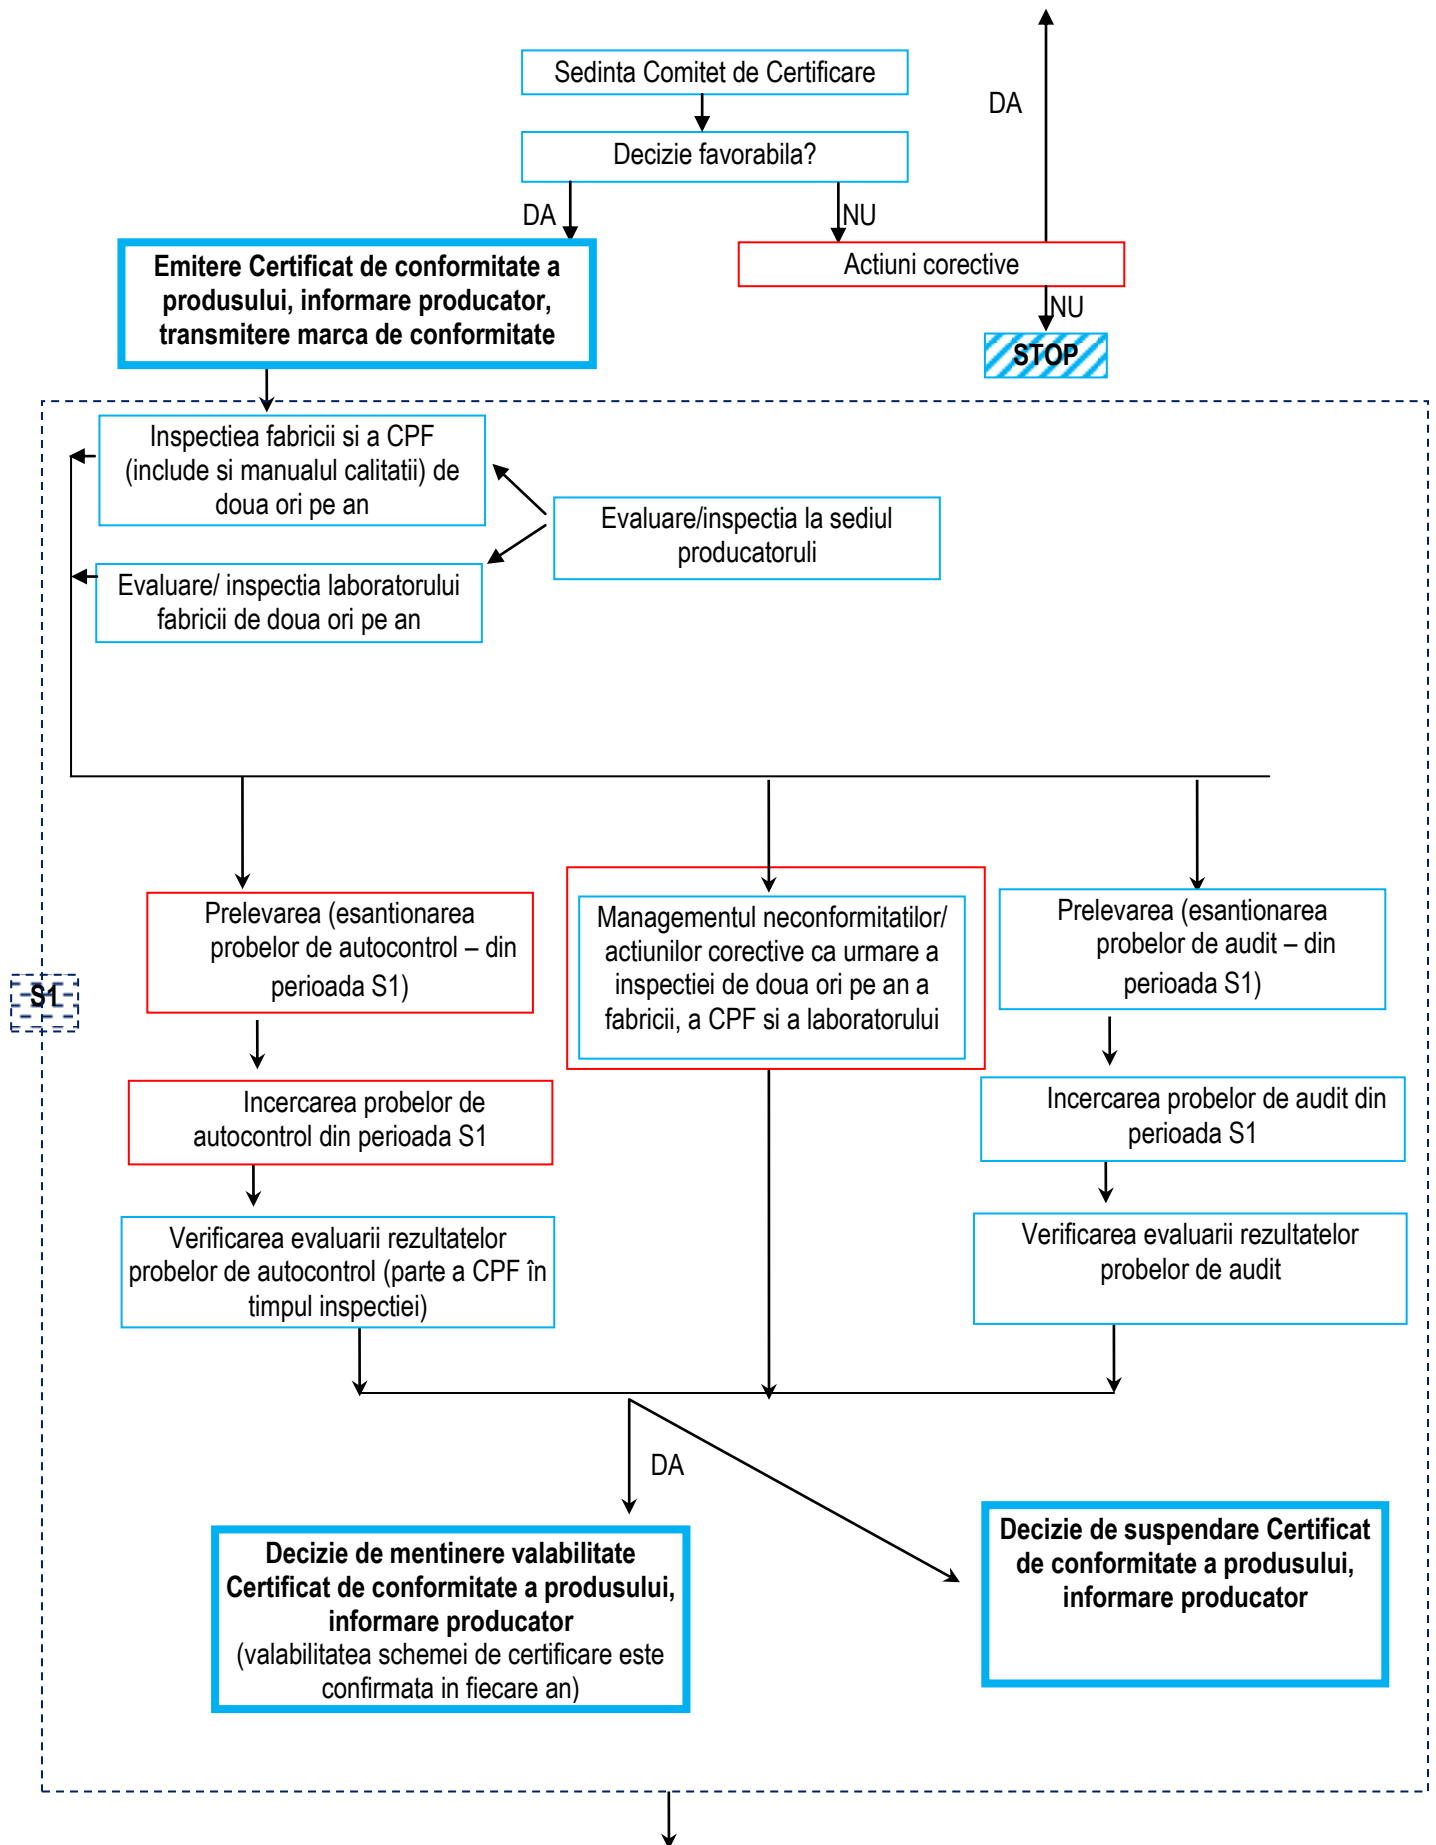 Sedinta Comitet de Certificare
DA
Decizie favorabila?
DA
NU
Emitere Certificat de conformitate a
produsului, informare producator,
transmitere marca de conformitate
Actiuni corective
NU
STOP
Inspectiea fabricii si a CPF
(include si manualul calitatii) de
doua ori pe an
Evaluare/inspectia la sediul
producatoruli
Evaluare/ inspectia laboratorului
fabricii de doua ori pe an
Prelevarea (esantionarea
probelor de autocontrol – din
perioada S1)
Managementul neconformitatilor/
actiunilor corective ca urmare a
inspectiei de doua ori pe an a
fabricii, a CPF si a laboratorului
Prelevarea (esantionarea
probelor de audit – din
perioada S1)
S1
Incercarea probelor de
autocontrol din perioada S1
Incercarea probelor de audit din
perioada S1
Verificarea evaluarii rezultatelor
probelor de autocontrol (parte a CPF în
timpul inspectiei)
Verificarea evaluarii rezultatelor
probelor de audit
DA
Decizie de mentinere valabilitate
Certificat de conformitate a produsului,
informare producator
(valabilitatea schemei de certificare este
confirmata in fiecare an)
Decizie de suspendare Certificat
de conformitate a produsului,
informare producator